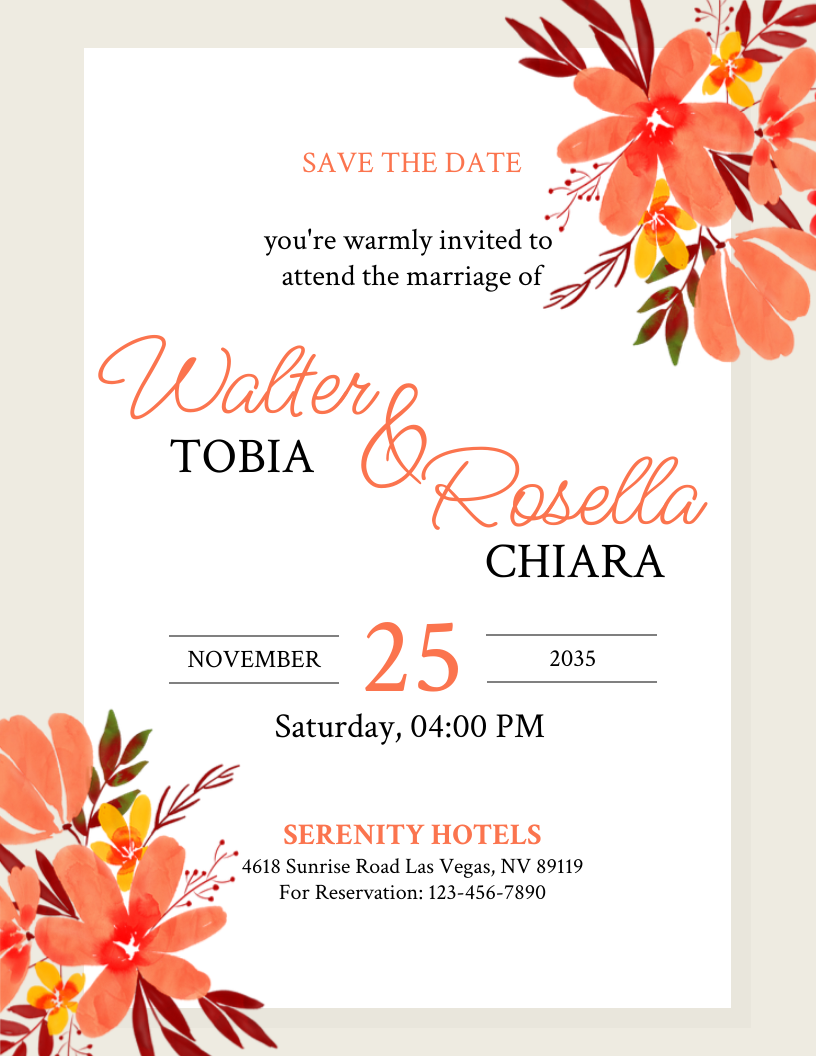 SAVE THE DATE
you're warmly invited to
attend the marriage of
Walter
TOBIA
&
Rosella
CHIARA
NOVEMBER 25 2035
Saturday, 04:00 PM
SERENITY HOTELS
4618 Sunrise Road Las Vegas, NV 89119
For Reservation: 123-456-7890